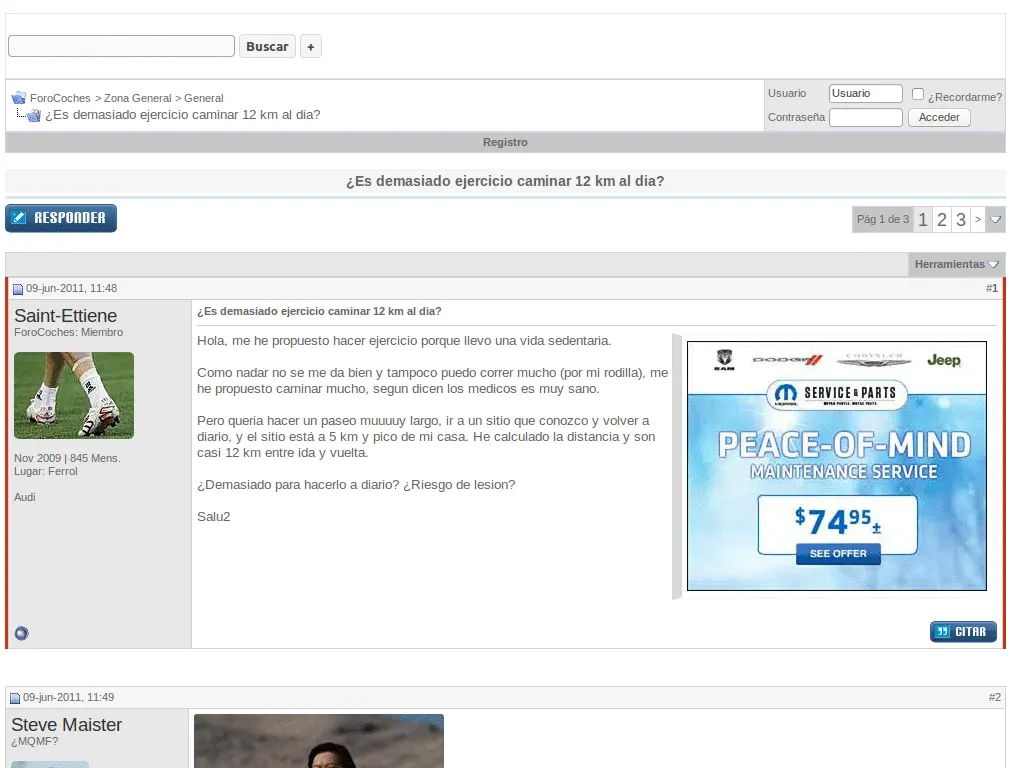 Buscar +
ForoCoches > Zona General > General
¿Es demasiado ejercicio caminar 12 km al dia?
Usuario Usuario ¿Recordarme?
Contraseña Acceder
Registro
¿Es demasiado ejercicio caminar 12 km al dia?
RESPONDER
Pág 1 de 3 1 2 3 >
Herramientas
09-jun-2011, 11:48 #1
Saint-Ettiene
ForoCoches: Miembro
Nov 2009 | 845 Mens.
Lugar: Ferrol
Audi
¿Es demasiado ejercicio caminar 12 km al dia?
Hola, me he propuesto hacer ejercicio porque llevo una vida sedentaria.
Como nadar no se me da bien y tampoco puedo correr mucho (por mi rodilla), me
he propuesto caminar mucho, segun dicen los medicos es muy sano.
Pero queria hacer un paseo muuuuy largo, ir a un sitio que conozco y volver a
diario, y el sitio está a 5 km y pico de mi casa. He calculado la distancia y son
casi 12 km entre ida y vuelta.
¿Demasiado para hacerlo a diario? ¿Riesgo de lesion?
Salu2
RAM DODGE CHRYSLER Jeep
MOPAR SERVICE & PARTS
PEACE-OF-MIND
MAINTENANCE SERVICE
$7495±
SEE OFFER
CITAR
09-jun-2011, 11:49 #2
Steve Maister
¿MQMF?